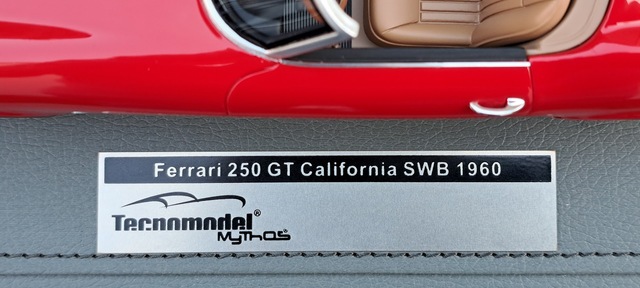 Ferrari 250 GT California SWB 1960
Tecnomodel®
Mythos